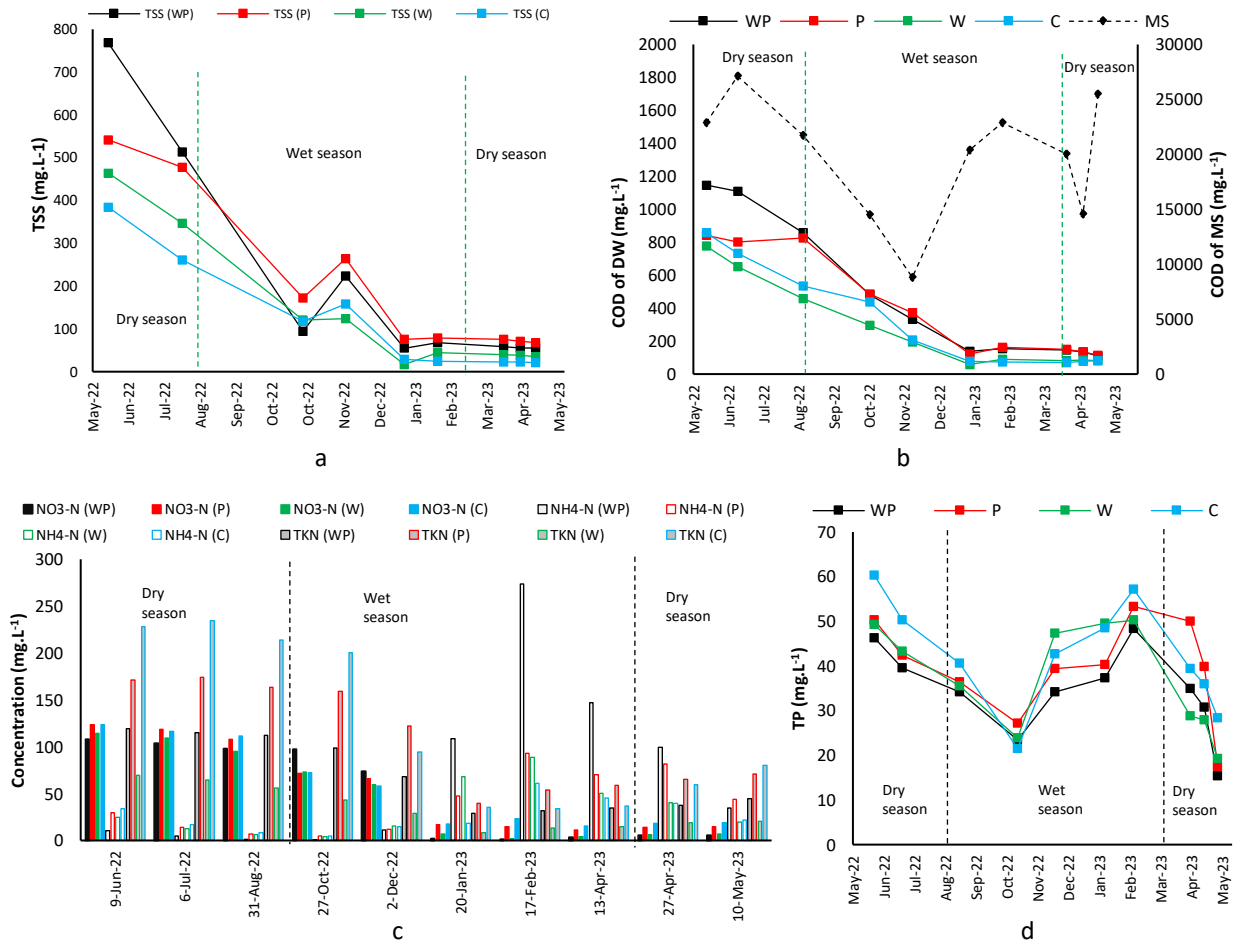 TSS (WP) TSS (P) TSS (W) TSS (C)
800
700
600
500
400
300
200
100
0
TSS (mg.L-1)
Dry season
Wet season
Dry season
May-22 Jun-22 Jul-22 Aug-22 Sep-22 Oct-22 Oct-22 Nov-22 Dec-22 Jan-23 Feb-23 Mar-23 Apr-23 May-23
a
WP P W C MS
2000
1800
1600
1400
1200
1000
800
600
400
200
0
COD of DW (mg.L-1)
Dry season
Wet season
Dry season
30000
25000
20000
15000
10000
5000
0
COD of MS (mg.L-1)
May-22 Jun-22 Jul-22 Aug-22 Sep-22 Oct-22 Nov-22 Dec-22 Jan-23 Feb-23 Mar-23 Apr-23 May-23
b
NO3-N (WP) NO3-N (P) NO3-N (W) NO3-N (C) NH4-N (WP) NH4-N (P)
NH4-N (W) NH4-N (C) TKN (WP) TKN (P) TKN (W) TKN (C)
300
250
200
150
100
50
0
Concentration (mg.L-1)
Dry
season
Wet
season
Dry
season
9-Jun-22 6-Jul-22 31-Aug-22 27-Oct-22 2-Dec-22 20-Jan-23 17-Feb-23 13-Apr-23 27-Apr-23 10-May-23
c
WP P W C
70
60
50
40
30
20
10
0
TP (mg.L-1)
Dry
season
Wet
season
Dry
season
May-22 Jun-22 Jul-22 Aug-22 Sep-22 Oct-22 Nov-22 Dec-22 Jan-23 Feb-23 Mar-23 Apr-23 May-23
d